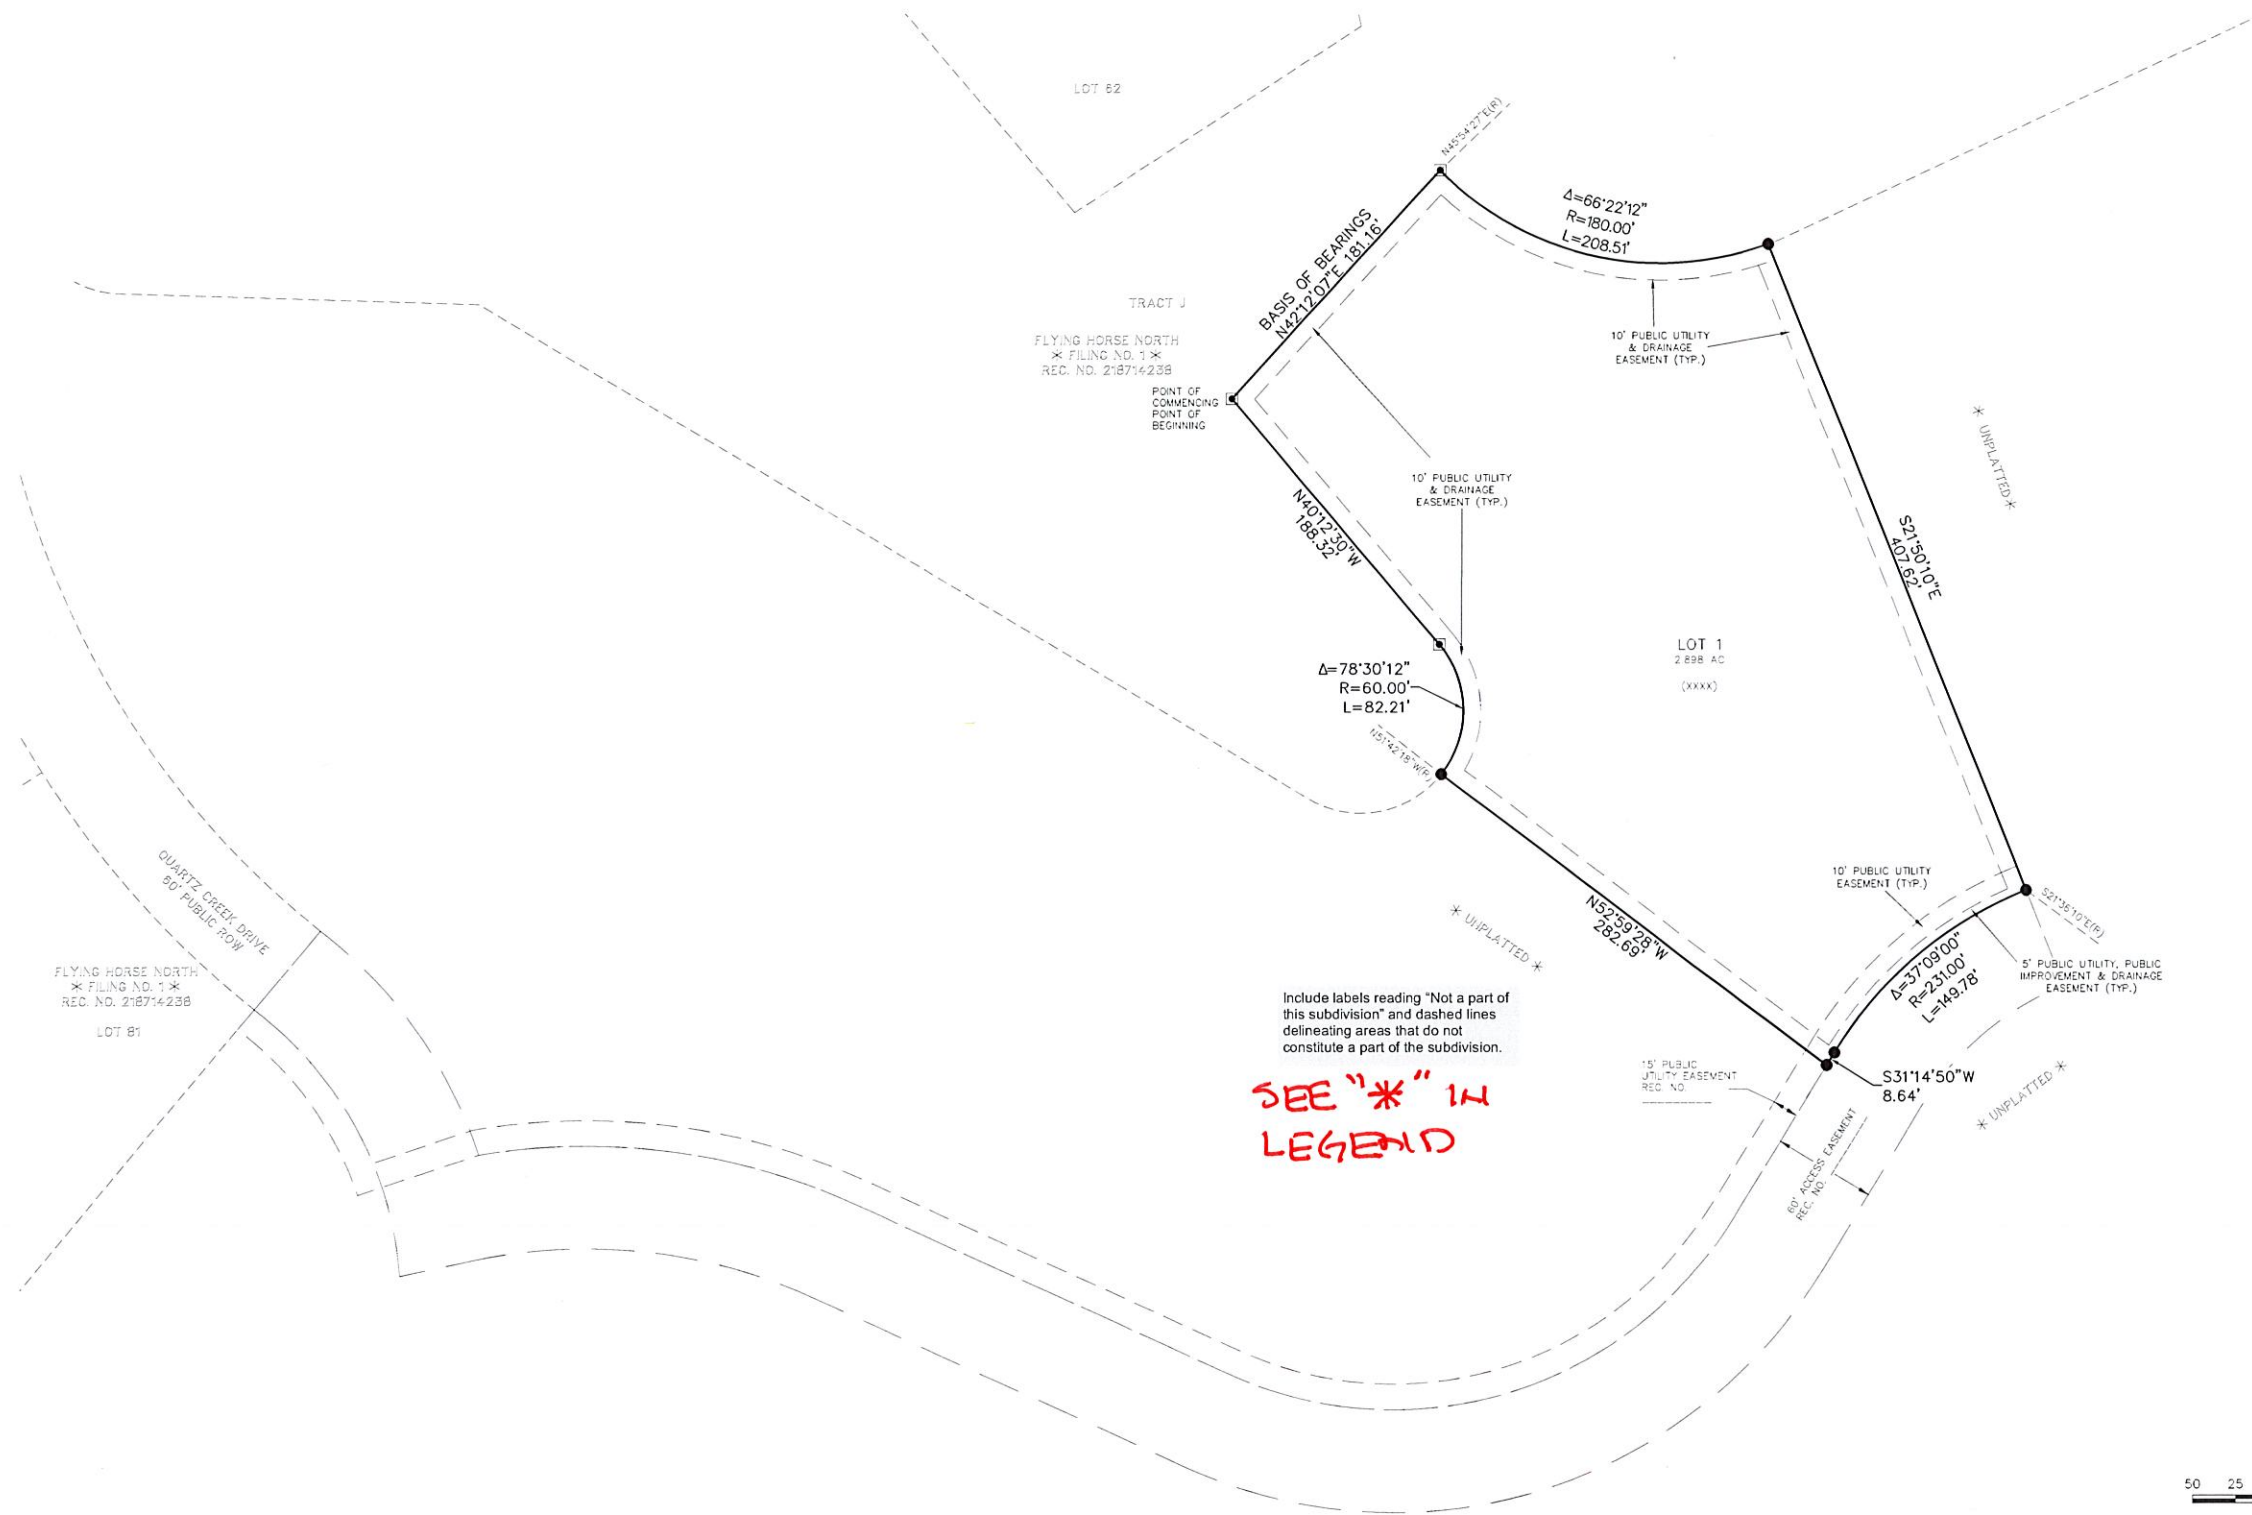 LOT 62
N45°54'27"E(R)
Δ=66°22'12"
R=180.00'
L=208.51'
BASIS OF BEARINGS
N42°12'07"E 181.16'
TRACT J
FLYING HORSE NORTH
* FILING NO. 1 *
REC. NO. 218714238
POINT OF
COMMENCING
POINT OF
BEGINNING
10' PUBLIC UTILITY
& DRAINAGE
EASEMENT (TYP.)
* UNPLATTED *
10' PUBLIC UTILITY
& DRAINAGE
EASEMENT (TYP.)
N40°12'30"W
188.32'
S21°50'10"E
407.62'
LOT 1
2.898 AC
(XXXX)
Δ=78°30'12"
R=60.00'
L=82.21'
N51°42'18"W(R)
QUARTZ CREEK DRIVE
60' PUBLIC ROW
10' PUBLIC UTILITY
EASEMENT (TYP.)
S21°36'10"E(R)
N52°59'28"W
282.69'
* UNPLATTED *
Δ=37°09'00"
R=231.00'
L=149.78'
5' PUBLIC UTILITY, PUBLIC
IMPROVEMENT & DRAINAGE
EASEMENT (TYP.)
FLYING HORSE NORTH
* FILING NO. 1 *
REC. NO. 218714238
LOT 81
Include labels reading "Not a part of
this subdivision" and dashed lines
delineating areas that do not
constitute a part of the subdivision.
SEE "*" IN
LEGEND
15' PUBLIC
UTILITY EASEMENT
REC. NO.
S31°14'50"W
8.64'
* UNPLATTED *
60' ACCESS EASEMENT
REC. NO.
50 25